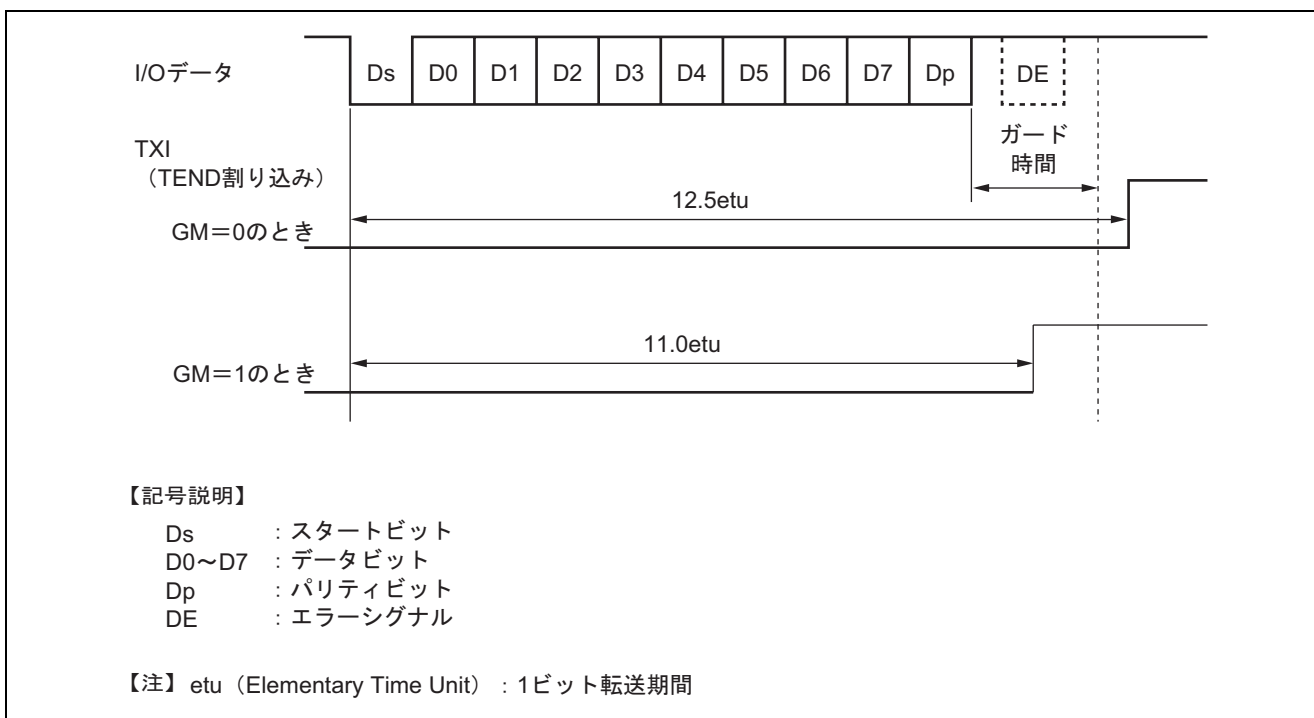 I/Oデータ
Ds D0 D1 D2 D3 D4 D5 D6 D7 Dp DE
ガード
時間
TXI
（TEND割り込み）
12.5etu
GM＝0のとき
11.0etu
GM＝1のとき
【記号説明】
Ds ：スタートビット
D0～D7 ：データビット
Dp ：パリティビット
DE ：エラーシグナル
【注】 etu（Elementary Time Unit）：1ビット転送期間